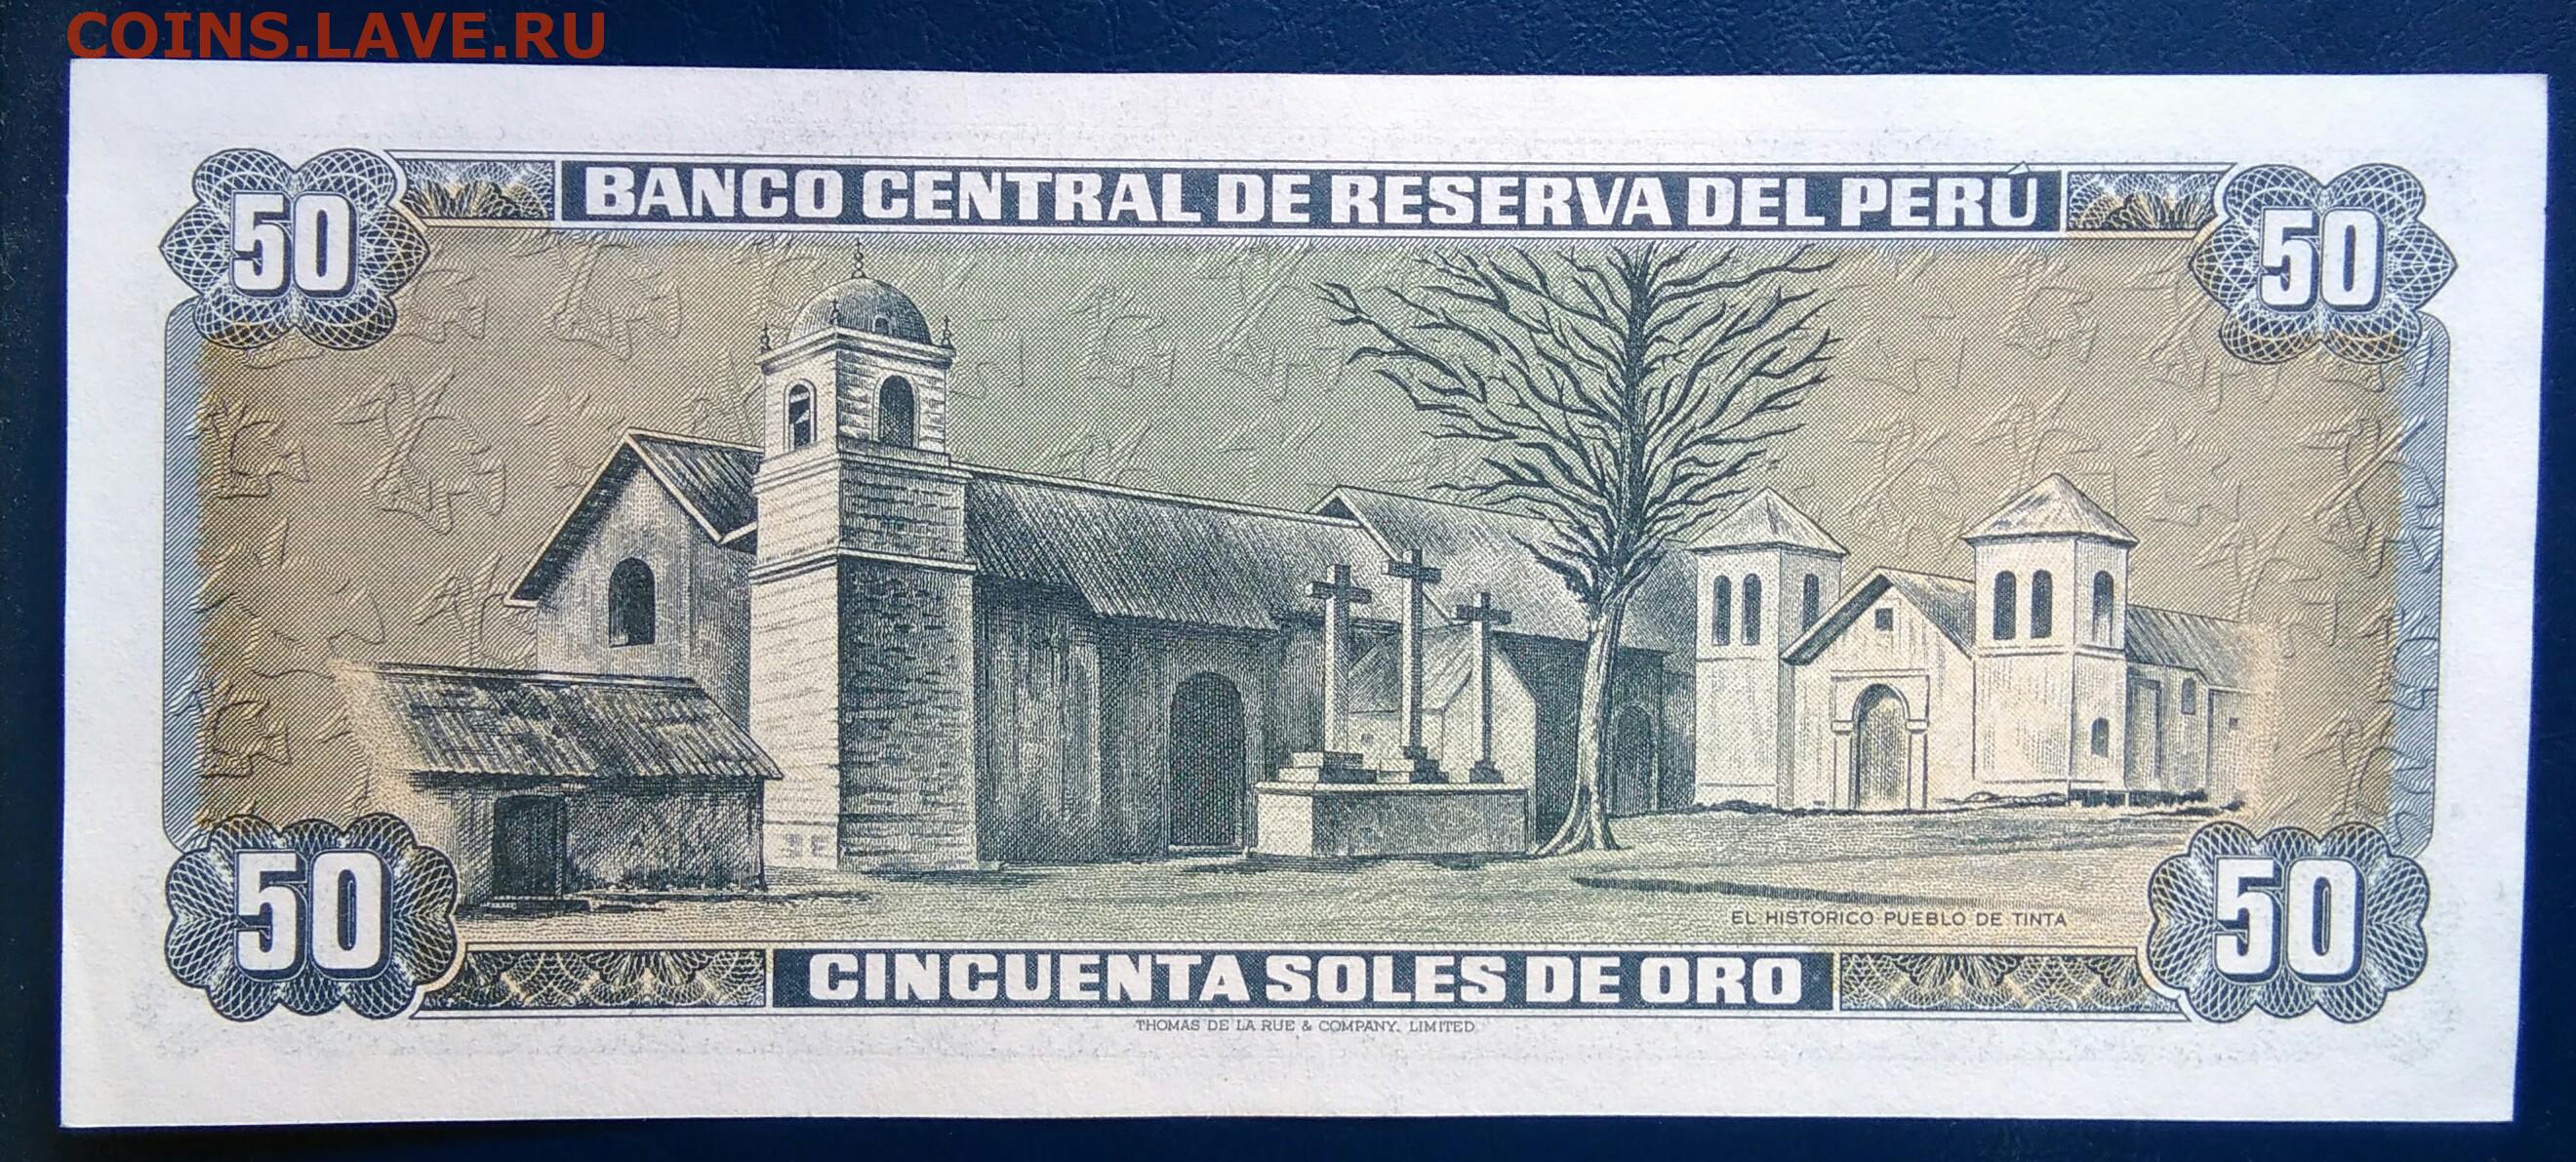 COINS.LAVE.RU
50 BANCO CENTRAL DE RESERVA DEL PERÚ 50
EL HISTORICO PUEBLO DE TINTA
50 CINCUENTA SOLES DE ORO 50
THOMAS DE LA RUE & COMPANY, LIMITED